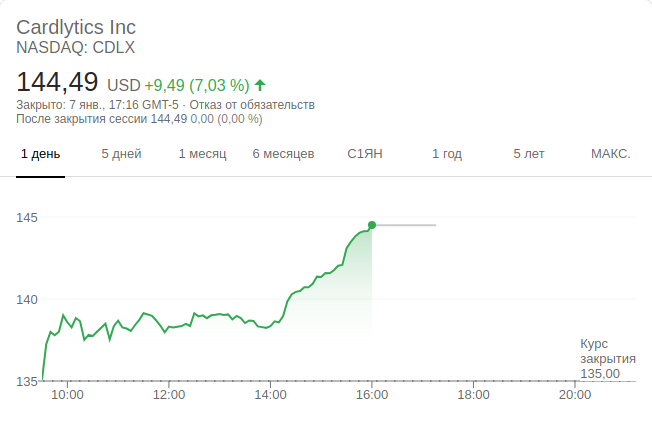 Cardlytics Inc
NASDAQ: CDLX
144,49 USD +9,49 (7,03 %)
Закрыто: 7 янв., 17:16 GMT-5 · Отказ от обязательств
После закрытия сессии 144,49 0,00 (0,00 %)
1 день 5 дней 1 месяц 6 месяцев С1ЯН 1 год 5 лет МАКС.
145
140
135
Курс
закрытия
135,00
10:00 12:00 14:00 16:00 18:00 20:00